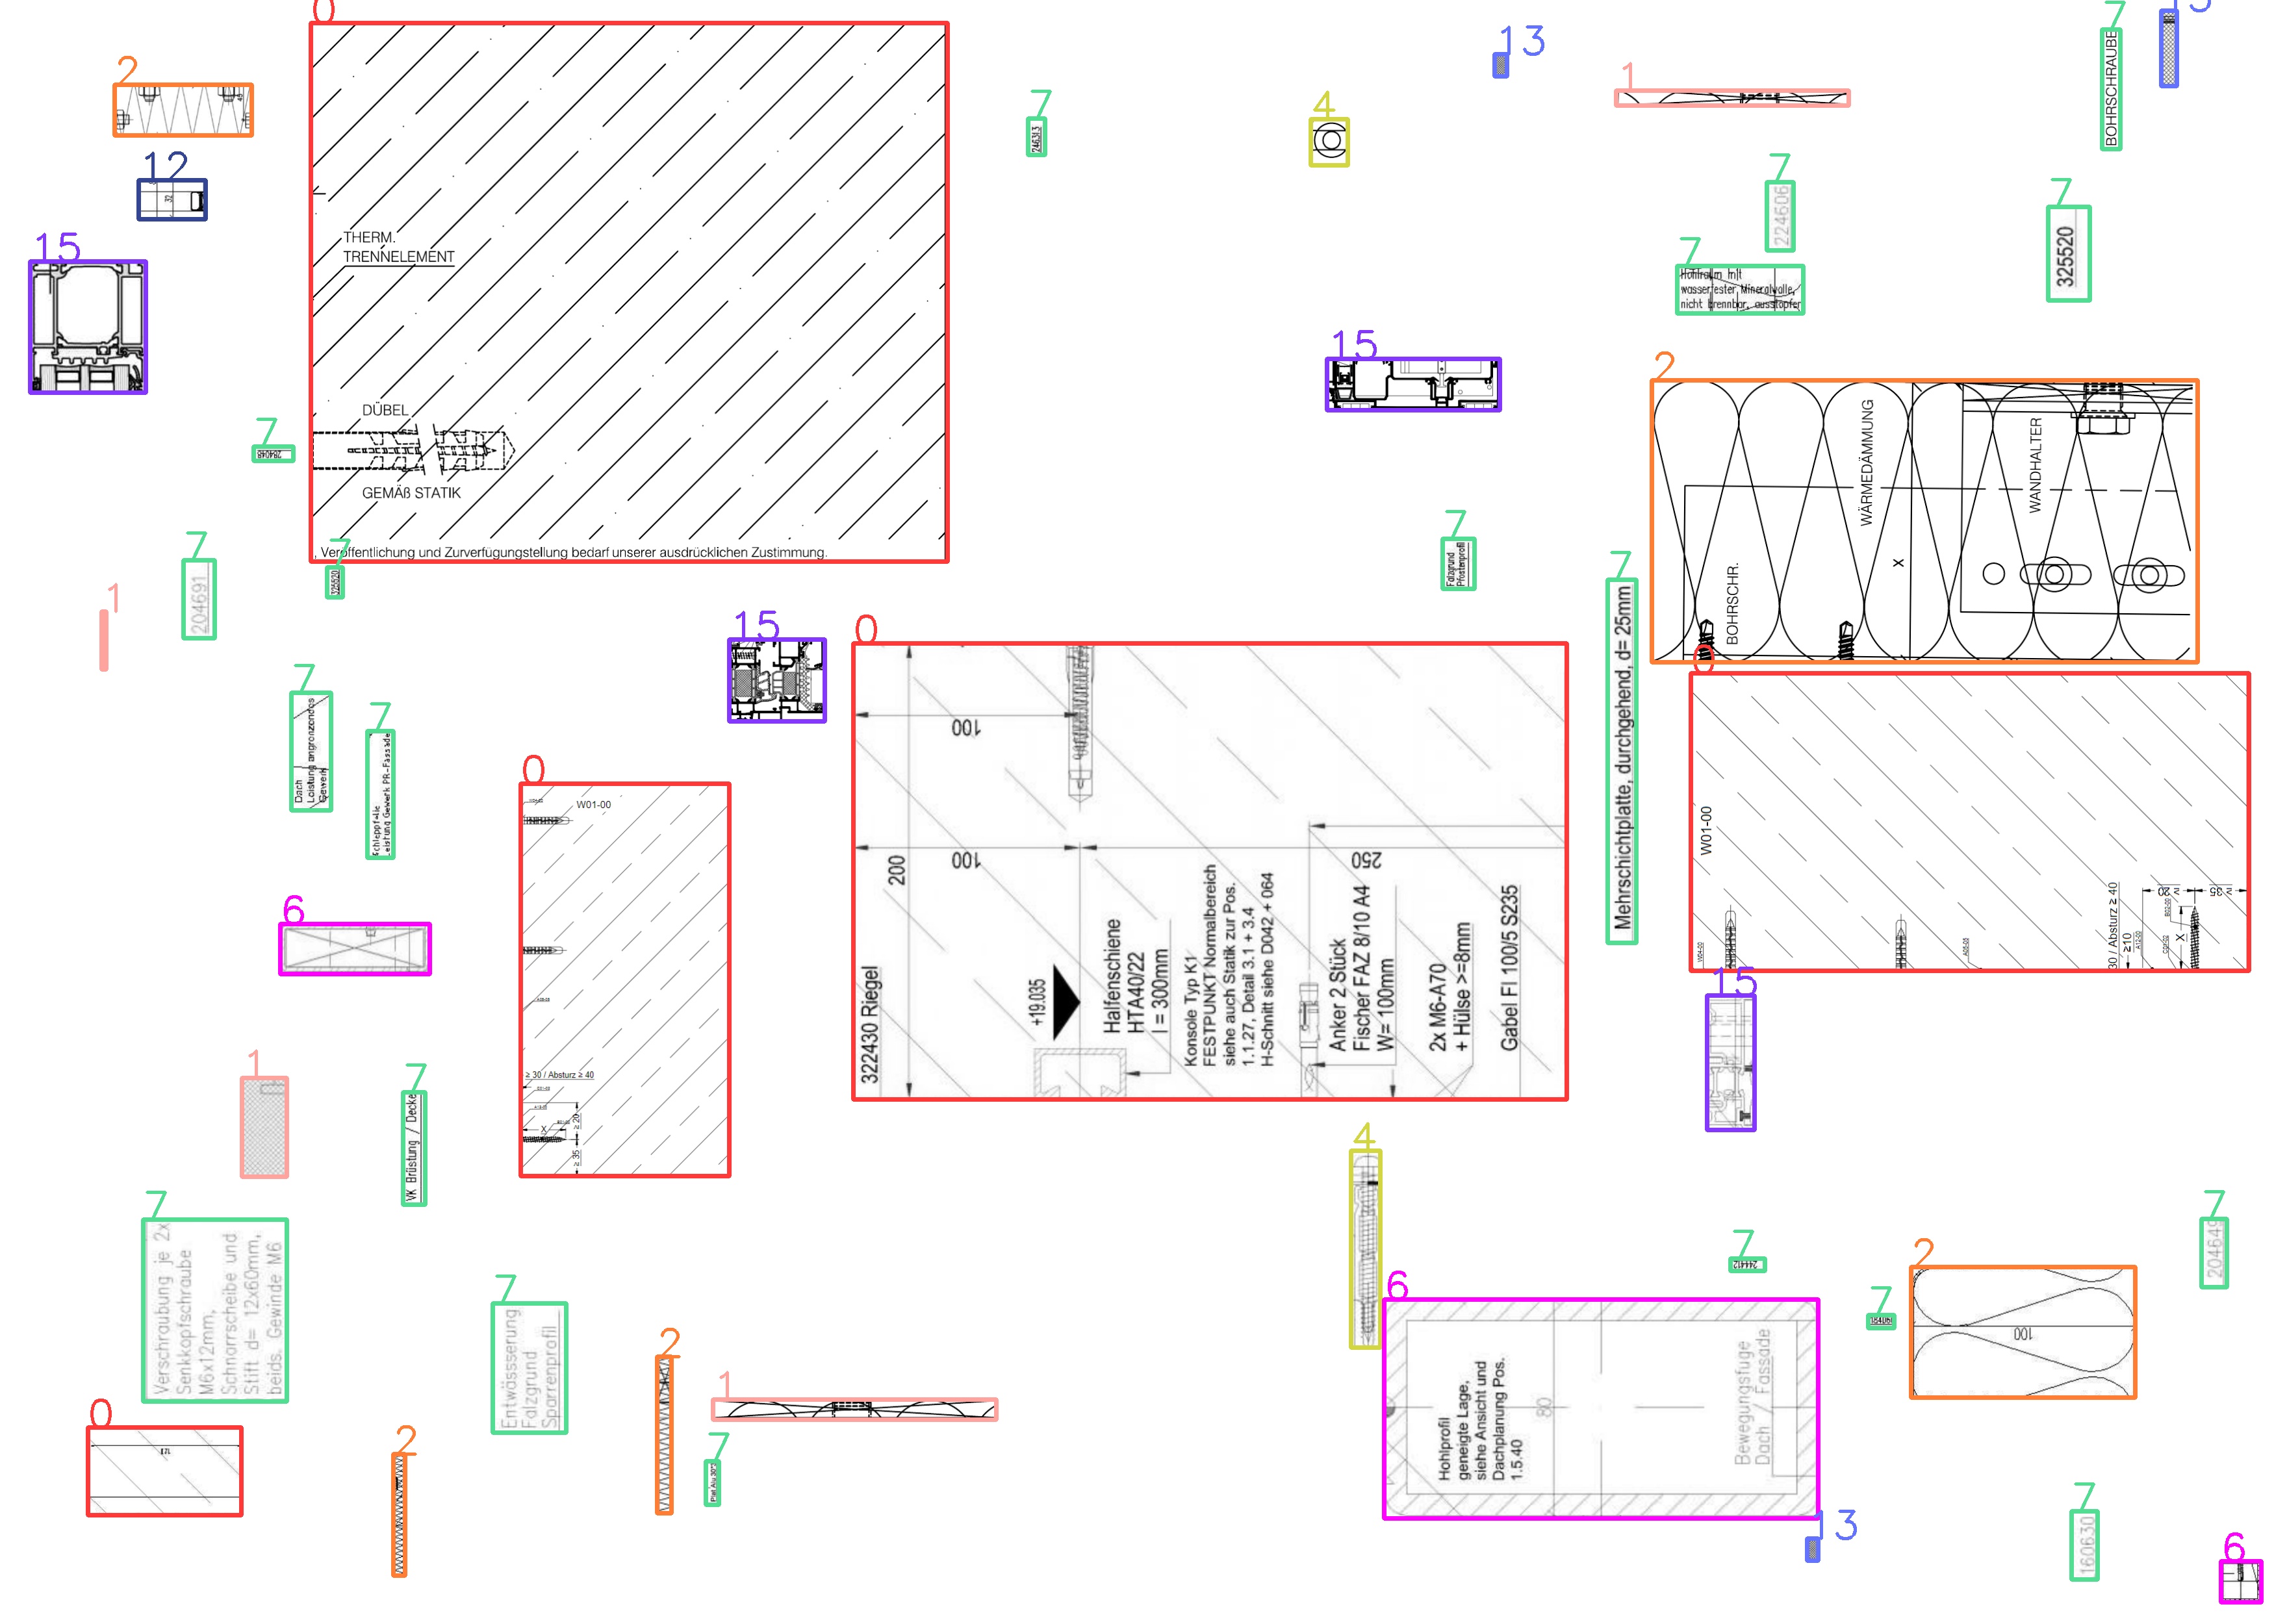 0
13
7
13
2
1
BOHRSCHRAUBE
7
246313
4
12
7
224606
7
325520
32
15
THERM.
TRENNELEMENT
7
Hohlraum mit
wasserfester Mineralwolle,
nicht brennbar, ausstopfen
15
2
DÜBEL
GEMÄß STATIK
7
284048
WÄRMEDÄMMUNG
WANDHALTER
X
BOHRSCHR.
7
Falzgrund
Pfostenprofil
, Veröffentlichung und Zurverfügungstellung bedarf unserer ausdrücklichen Zustimmung.
7
325520
7
204691
1
7
Mehrschichtplatte, durchgehend, d= 25mm
15
0
100
200
100
250
322430 Riegel
+19.035
Halfenschiene
HTA40/22
l = 300mm
Konsole Typ K1
FESTPUNKT Normalbereich
siehe auch Statik zur Pos.
1.1.27, Detail 3.1 + 3.4
H-Schnitt siehe D042 + 064
Anker 2 Stück
Fischer FAZ 8/10 A4
W= 100mm
2x M6-A70
+ Hülse >=8mm
Gabel Fl 100/5 S235
0
W01-00
30 / Absturz ≥ 40
≥10
≥ 20
≥ 35
X
7
Dach
Leistung angrenzendes
Gewerk
7
Schleppfolie
Leistung Gewerk PR-Fassade
0
W01-00
≥ 30 / Absturz ≥ 40
X
≥ 20
≥ 35
6
15
1
7
VK Brüstung / Decke
4
7
Verschraubung je 2x
Senkkopfschraube
M6x12mm,
Schnorrscheibe und
Stift d= 12x60mm,
beids. Gewinde M6
7
Entwässerung
Falzgrund
Sparrenprofil
2
1
6
Hohlprofil
geneigte Lage,
siehe Ansicht und
Dachplanung Pos.
1.5.40
80
Bewegungsfuge
Dach / Fassade
7
244412
7
2
100
7
204649
0
2
7
13
7
160630
6